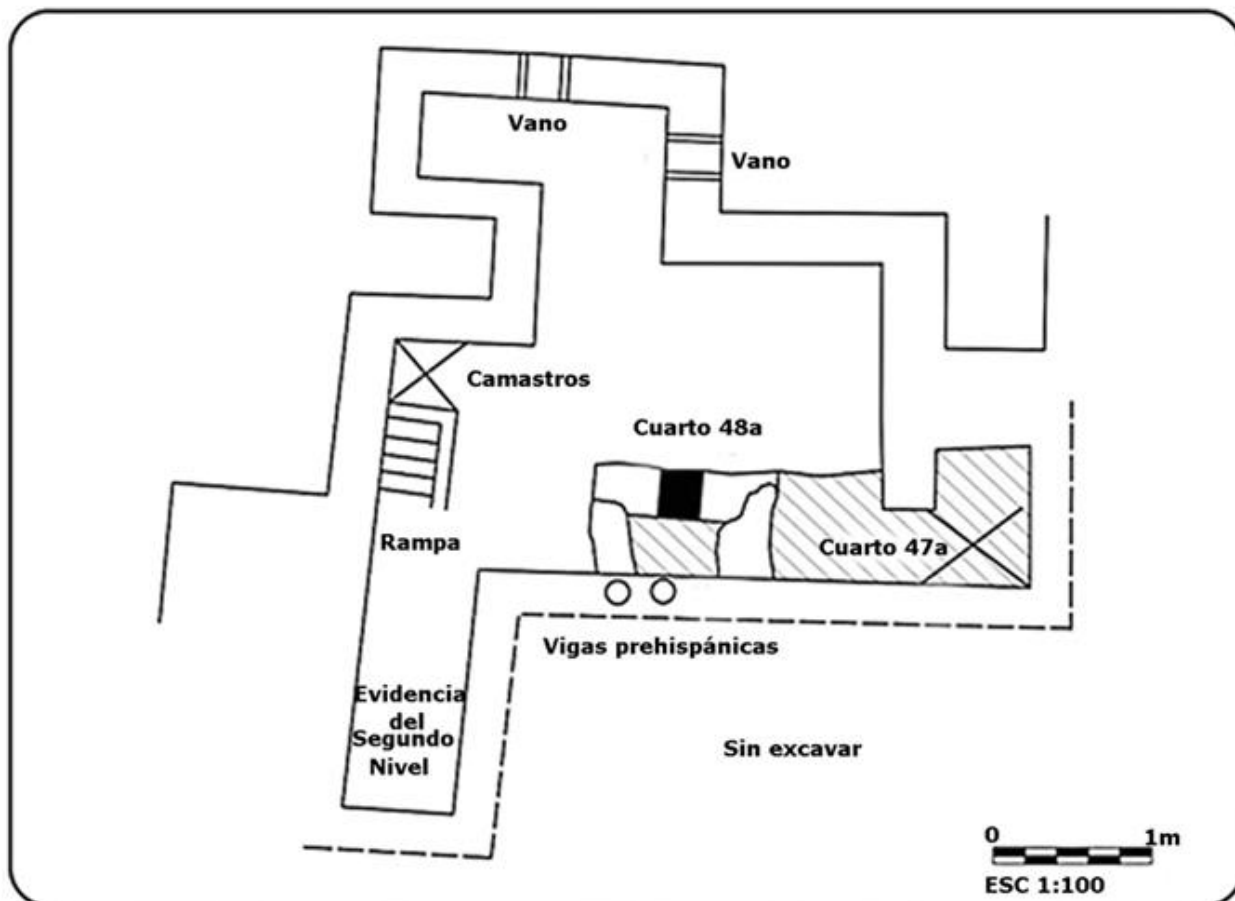 Vano
Vano
Camastros
Cuarto 48a
Rampa
Cuarto 47a
Vigas prehispánicas
Evidencia
del
Segundo
Nivel
Sin excavar
0 1m
ESC 1:100